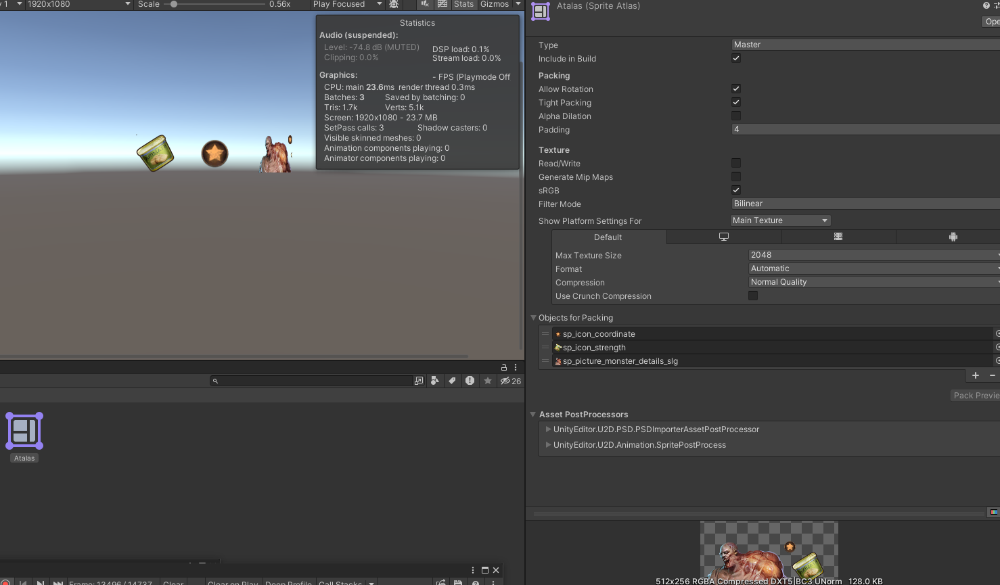 1 1920x1080 Scale 0.56x Play Focused Stats Gizmos
Statistics
Audio (suspended):
Level: -74.8 dB (MUTED) DSP load: 0.1%
Clipping: 0.0% Stream load: 0.0%
Graphics: - FPS (Playmode Off
CPU: main 23.6ms render thread 0.3ms
Batches: 3 Saved by batching: 0
Tris: 1.7k Verts: 5.1k
Screen: 1920x1080 - 23.7 MB
SetPass calls: 3 Shadow casters: 0
Visible skinned meshes: 0
Animation components playing: 0
Animator components playing: 0
26
Atalas
Frame: 13496 / 14737 Clear Clear on Play Deep Profile Call Stacks
Atalas (Sprite Atlas)
Ope
Type Master
Include in Build
Packing
Allow Rotation
Tight Packing
Alpha Dilation
Padding 4
Texture
Read/Write
Generate Mip Maps
sRGB
Filter Mode Bilinear
Show Platform Settings For Main Texture
Default
Max Texture Size 2048
Format Automatic
Compression Normal Quality
Use Crunch Compression
Objects for Packing
sp_icon_coordinate
sp_icon_strength
sp_picture_monster_details_slg
Pack Previe
Asset PostProcessors
UnityEditor.U2D.PSD.PSDImporterAssetPostProcessor
UnityEditor.U2D.Animation.SpritePostProcess
512x256 RGBA Compressed DXT5|BC3 UNorm 128.0 KB